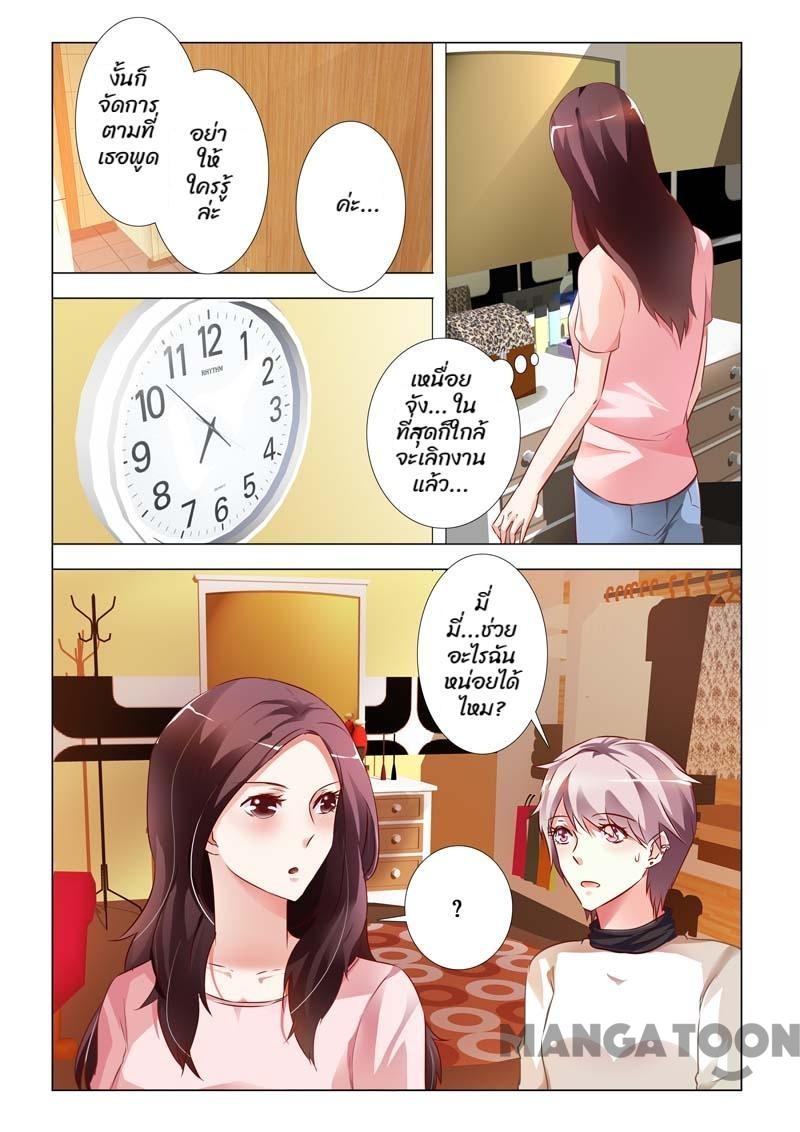 งั้นก็
จัดการ
ตามที่
เธอพูด
อย่า
ให้
ใครรู้
ล่ะ
ค่ะ...
12
11
1
10
2
9
3
8
4
7
6
5
RHYTHM
เหนื่อย
จัง... ใน
ที่สุดก็ใกล้
จะเลิกงาน
แล้ว...
มี่
มี่...ช่วย
อะไรฉัน
หน่อยได้
ไหม?
?
MANGATOON